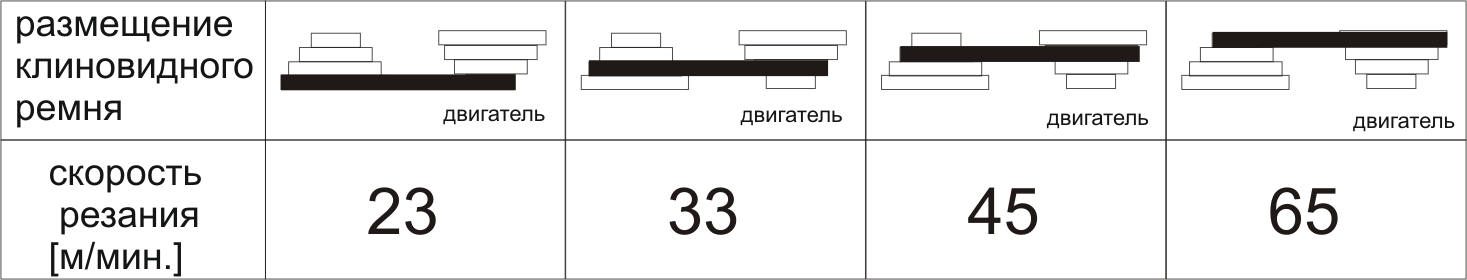 размещение
клиновидного
ремня
двигатель
двигатель
двигатель
двигатель
скорость
резания
[м/мин.]
23
33
45
65